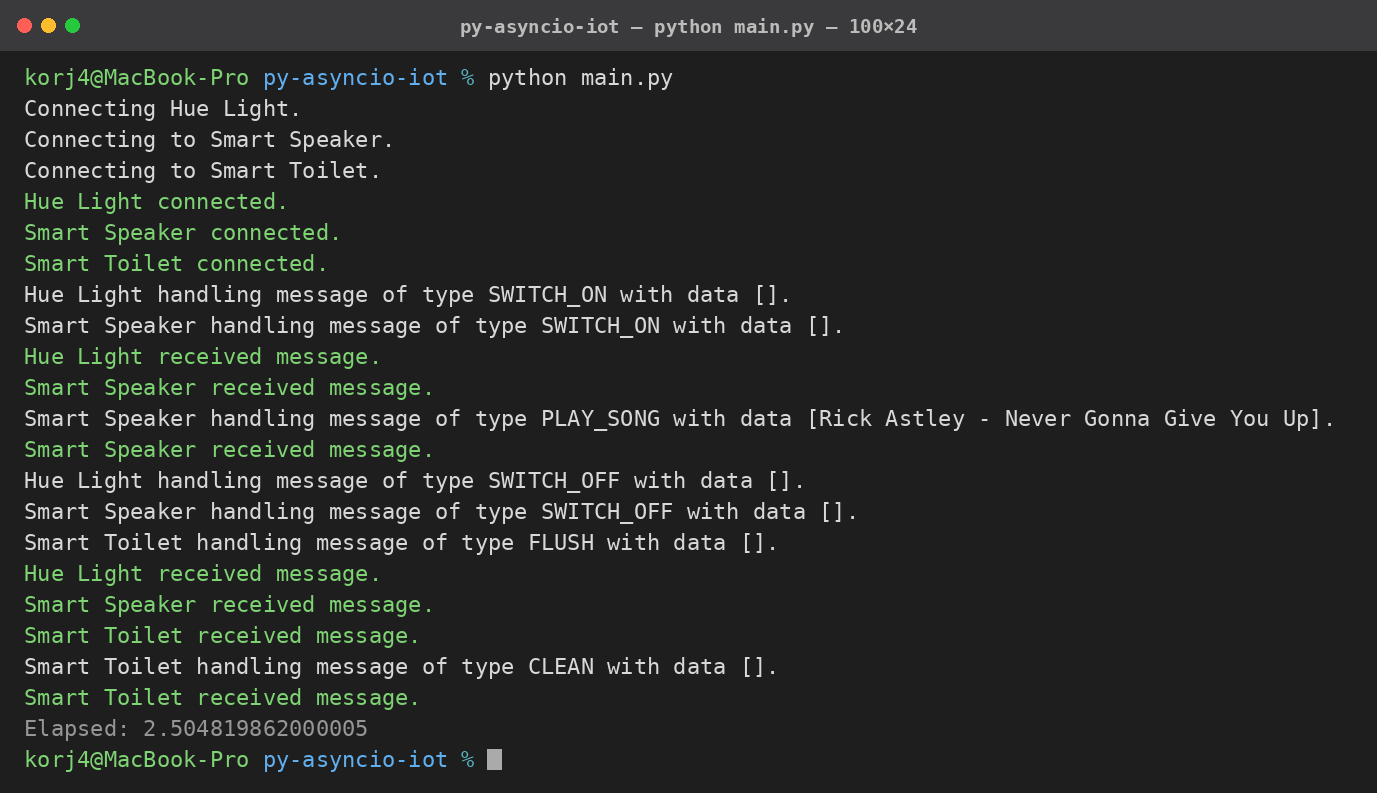 py-asyncio-iot — python main.py — 100×24
korj4@MacBook-Pro py-asyncio-iot % python main.py
Connecting Hue Light.
Connecting to Smart Speaker.
Connecting to Smart Toilet.
Hue Light connected.
Smart Speaker connected.
Smart Toilet connected.
Hue Light handling message of type SWITCH_ON with data [].
Smart Speaker handling message of type SWITCH_ON with data [].
Hue Light received message.
Smart Speaker received message.
Smart Speaker handling message of type PLAY_SONG with data [Rick Astley - Never Gonna Give You Up].
Smart Speaker received message.
Hue Light handling message of type SWITCH_OFF with data [].
Smart Speaker handling message of type SWITCH_OFF with data [].
Smart Toilet handling message of type FLUSH with data [].
Hue Light received message.
Smart Speaker received message.
Smart Toilet received message.
Smart Toilet handling message of type CLEAN with data [].
Smart Toilet received message.
Elapsed: 2.504819862000005
korj4@MacBook-Pro py-asyncio-iot %